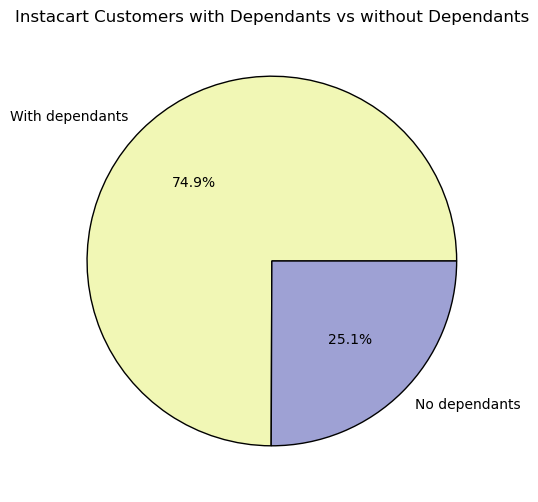 Instacart Customers with Dependants vs without Dependants
With dependants
74.9%
25.1%
No dependants